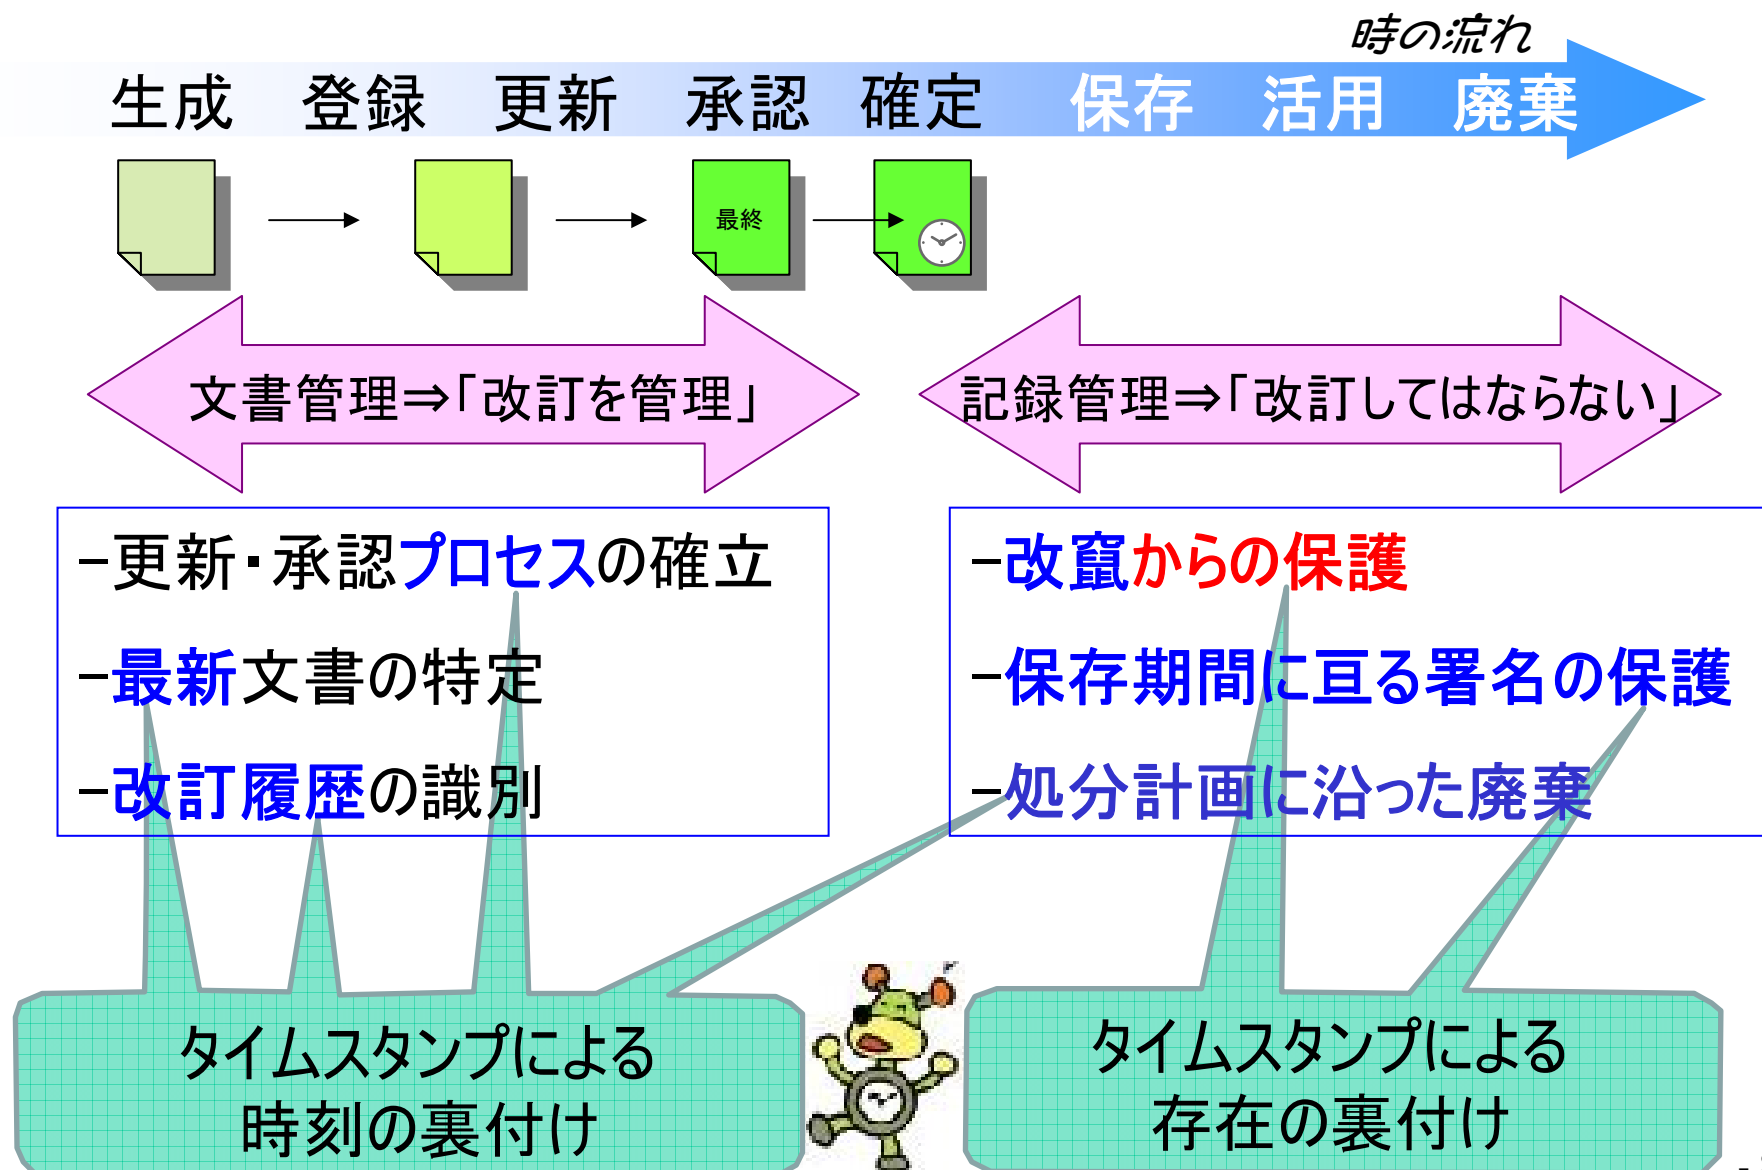 時の流れ
生成 登録 更新 承認 確定 保存 活用 廃棄
最終
文書管理⇒「改訂を管理」
記録管理⇒「改訂してはならない」
−更新・承認プロセスの確立
−最新文書の特定
−改訂履歴の識別
−改竄からの保護
−保存期間に亘る署名の保護
−処分計画に沿った廃棄
タイムスタンプによる
時刻の裏付け
タイムスタンプによる
存在の裏付け